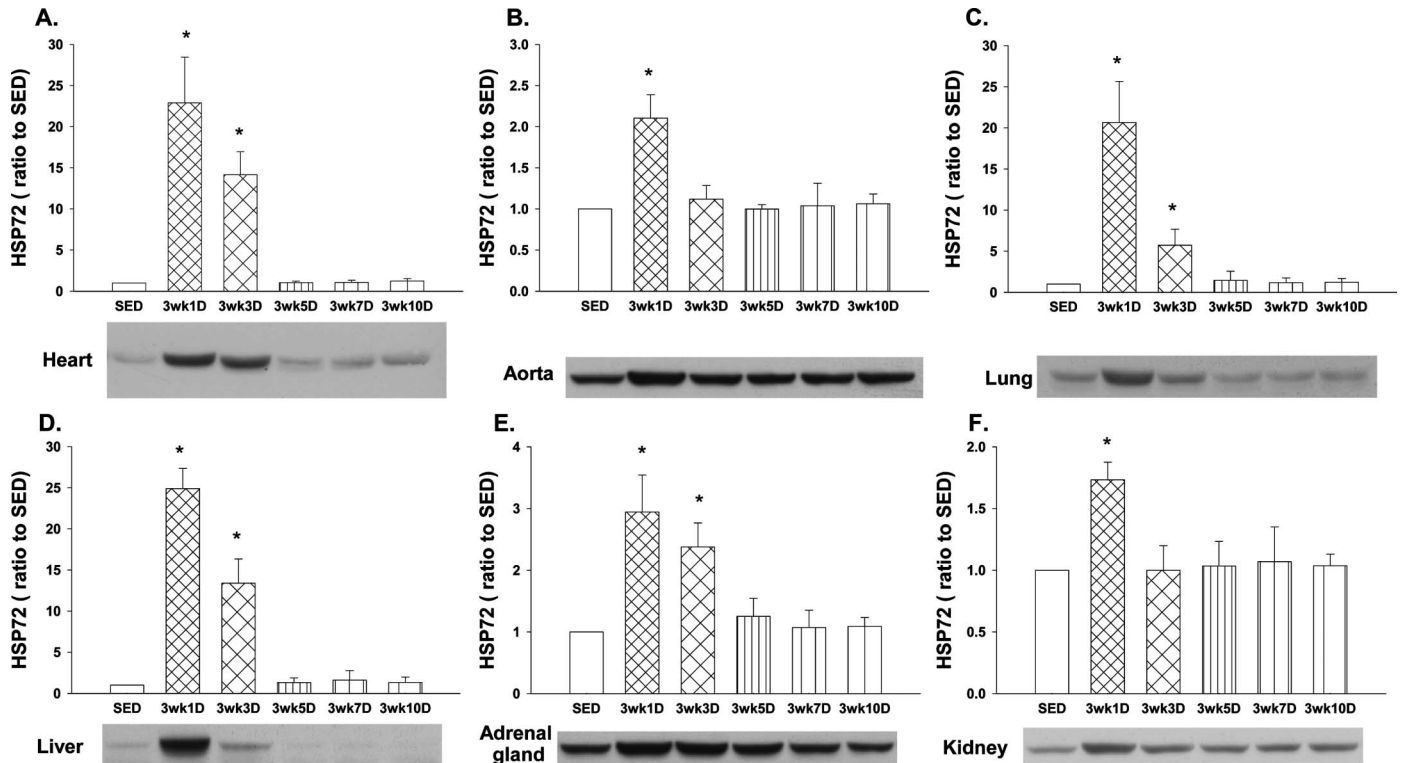 A.
HSP72 ( ratio to SED)
30
25
20
15
10
5
0
*
*
SED 3wk1D 3wk3D 3wk5D 3wk7D 3wk10D
Heart
B.
HSP72 ( ratio to SED)
3.0
2.5
2.0
1.5
1.0
0.5
0.0
*
SED 3wk1D 3wk3D 3wk5D 3wk7D 3wk10D
Aorta
C.
HSP72 ( ratio to SED)
30
25
20
15
10
5
0
*
*
SED 3wk1D 3wk3D 3wk5D 3wk7D 3wk10D
Lung
D.
HSP72 ( ratio to SED)
30
25
20
15
10
5
0
*
*
SED 3wk1D 3wk3D 3wk5D 3wk7D 3wk10D
Liver
E.
HSP72 ( ratio to SED)
4
3
2
1
0
*
*
SED 3wk1D 3wk3D 3wk5D 3wk7D 3wk10D
Adrenal
gland
F.
HSP72 ( ratio to SED)
2.0
1.5
1.0
0.5
0.0
*
SED 3wk1D 3wk3D 3wk5D 3wk7D 3wk10D
Kidney